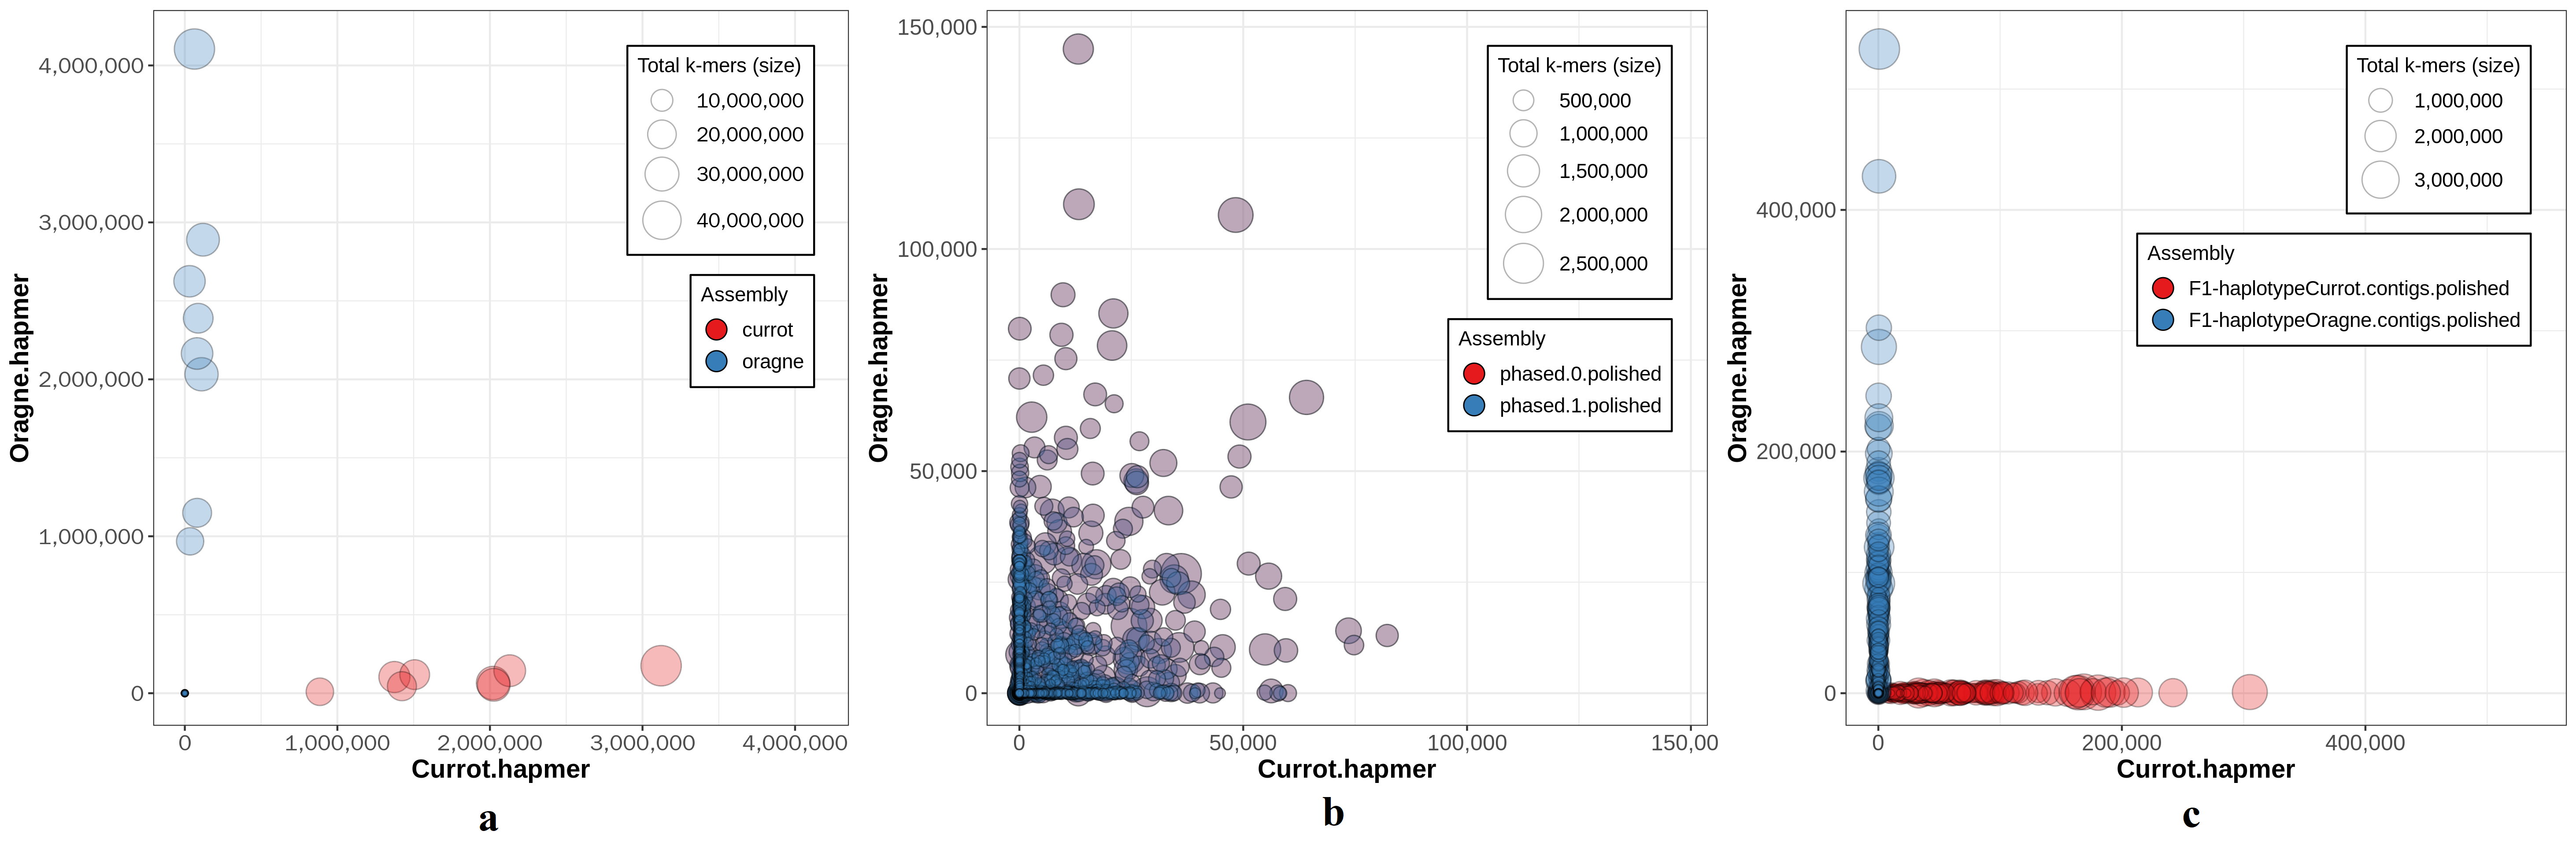 4,000,000
3,000,000
2,000,000
1,000,000
0
Oragne.hapmer
0
1,000,000
2,000,000
3,000,000
4,000,000
Currot.hapmer
Total k-mers (size)
10,000,000
20,000,000
30,000,000
40,000,000
Assembly
currot
oragne
a
150,000
100,000
50,000
0
Oragne.hapmer
0
50,000
100,000
150,00
Currot.hapmer
Total k-mers (size)
500,000
1,000,000
1,500,000
2,000,000
2,500,000
Assembly
phased.0.polished
phased.1.polished
b
400,000
200,000
0
Oragne.hapmer
0
200,000
400,000
Currot.hapmer
Total k-mers (size)
1,000,000
2,000,000
3,000,000
Assembly
F1-haplotypeCurrot.contigs.polished
F1-haplotypeOragne.contigs.polished
c